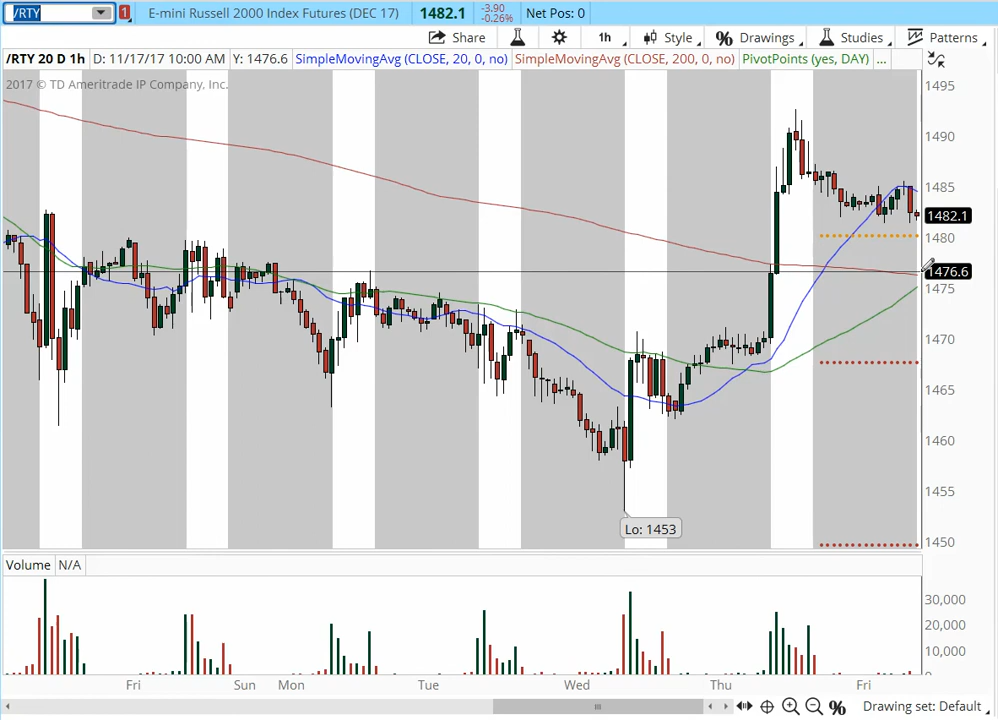 /RTY 1 E-mini Russell 2000 Index Futures (DEC 17) 1482.1 -3.90 -0.26% Net Pos: 0
Share 1h Style Drawings Studies Patterns
/RTY 20 D 1h D: 11/17/17 10:00 AM Y: 1476.6 SimpleMovingAvg (CLOSE, 20, 0, no) SimpleMovingAvg (CLOSE, 200, 0, no) PivotPoints (yes, DAY) ...
2017 © TD Ameritrade IP Company, Inc.
1495
1490
1485
1482.1
1480
1476.6
1475
1470
1465
1460
1455
Lo: 1453
1450
Volume N/A
30,000
20,000
10,000
Fri Sun Mon Tue Wed Thu Fri
Drawing set: Default